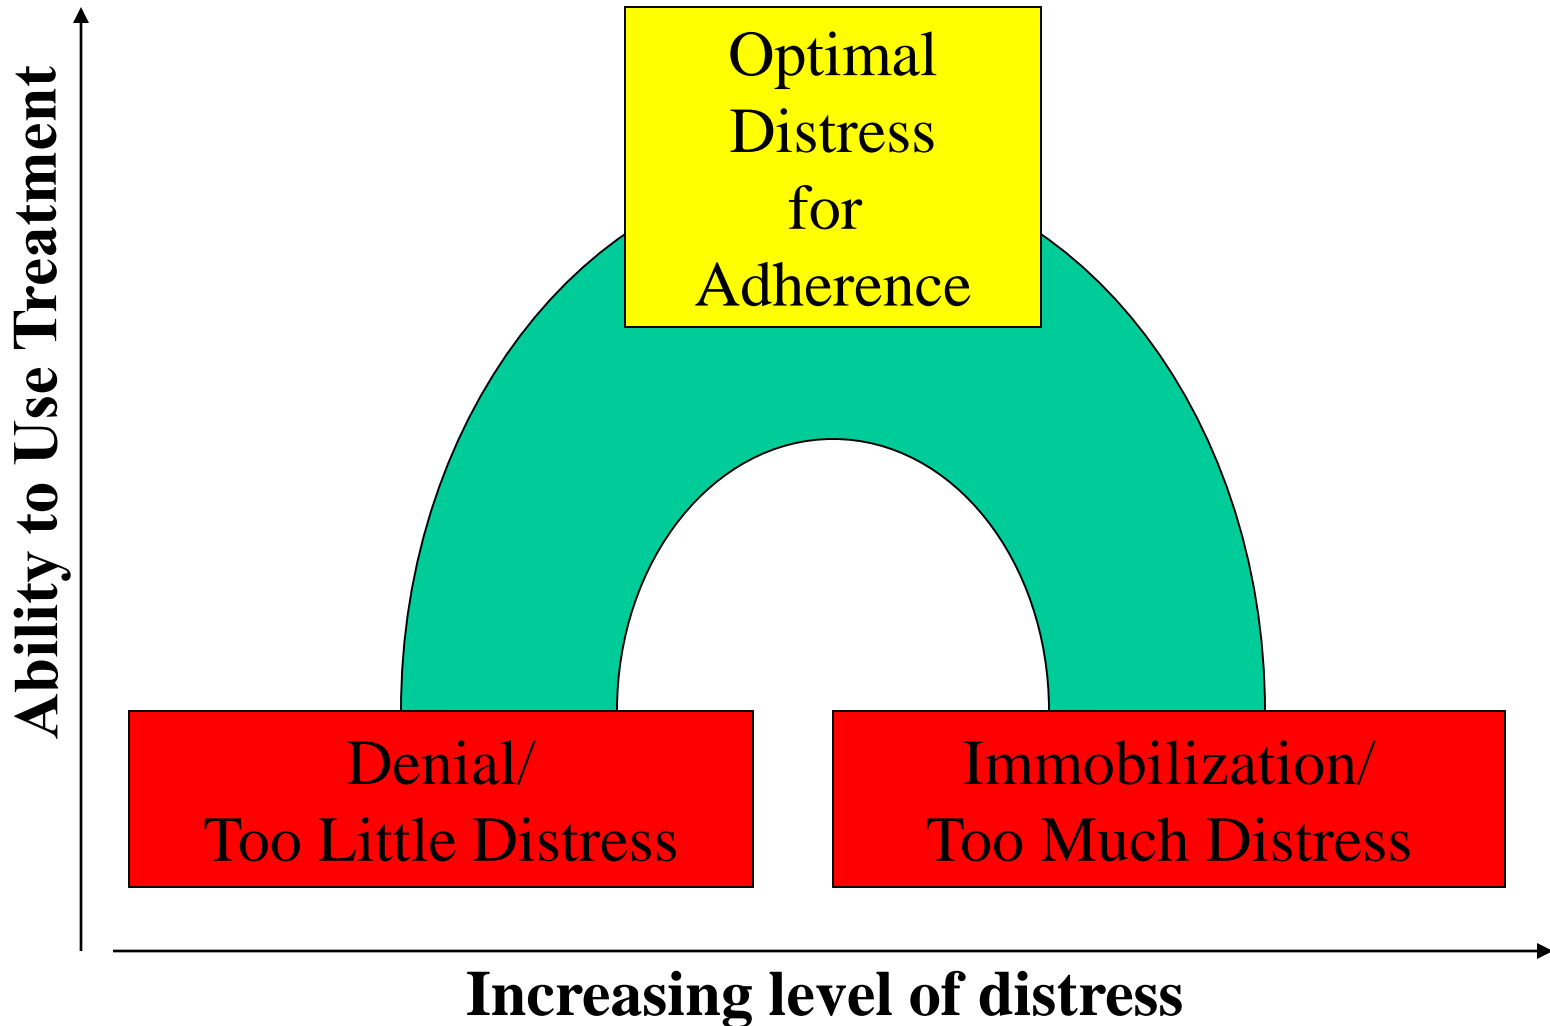 Optimal
Distress
for
Adherence
Ability to Use Treatment
Denial/
Too Little Distress
Immobilization/
Too Much Distress
Increasing level of distress